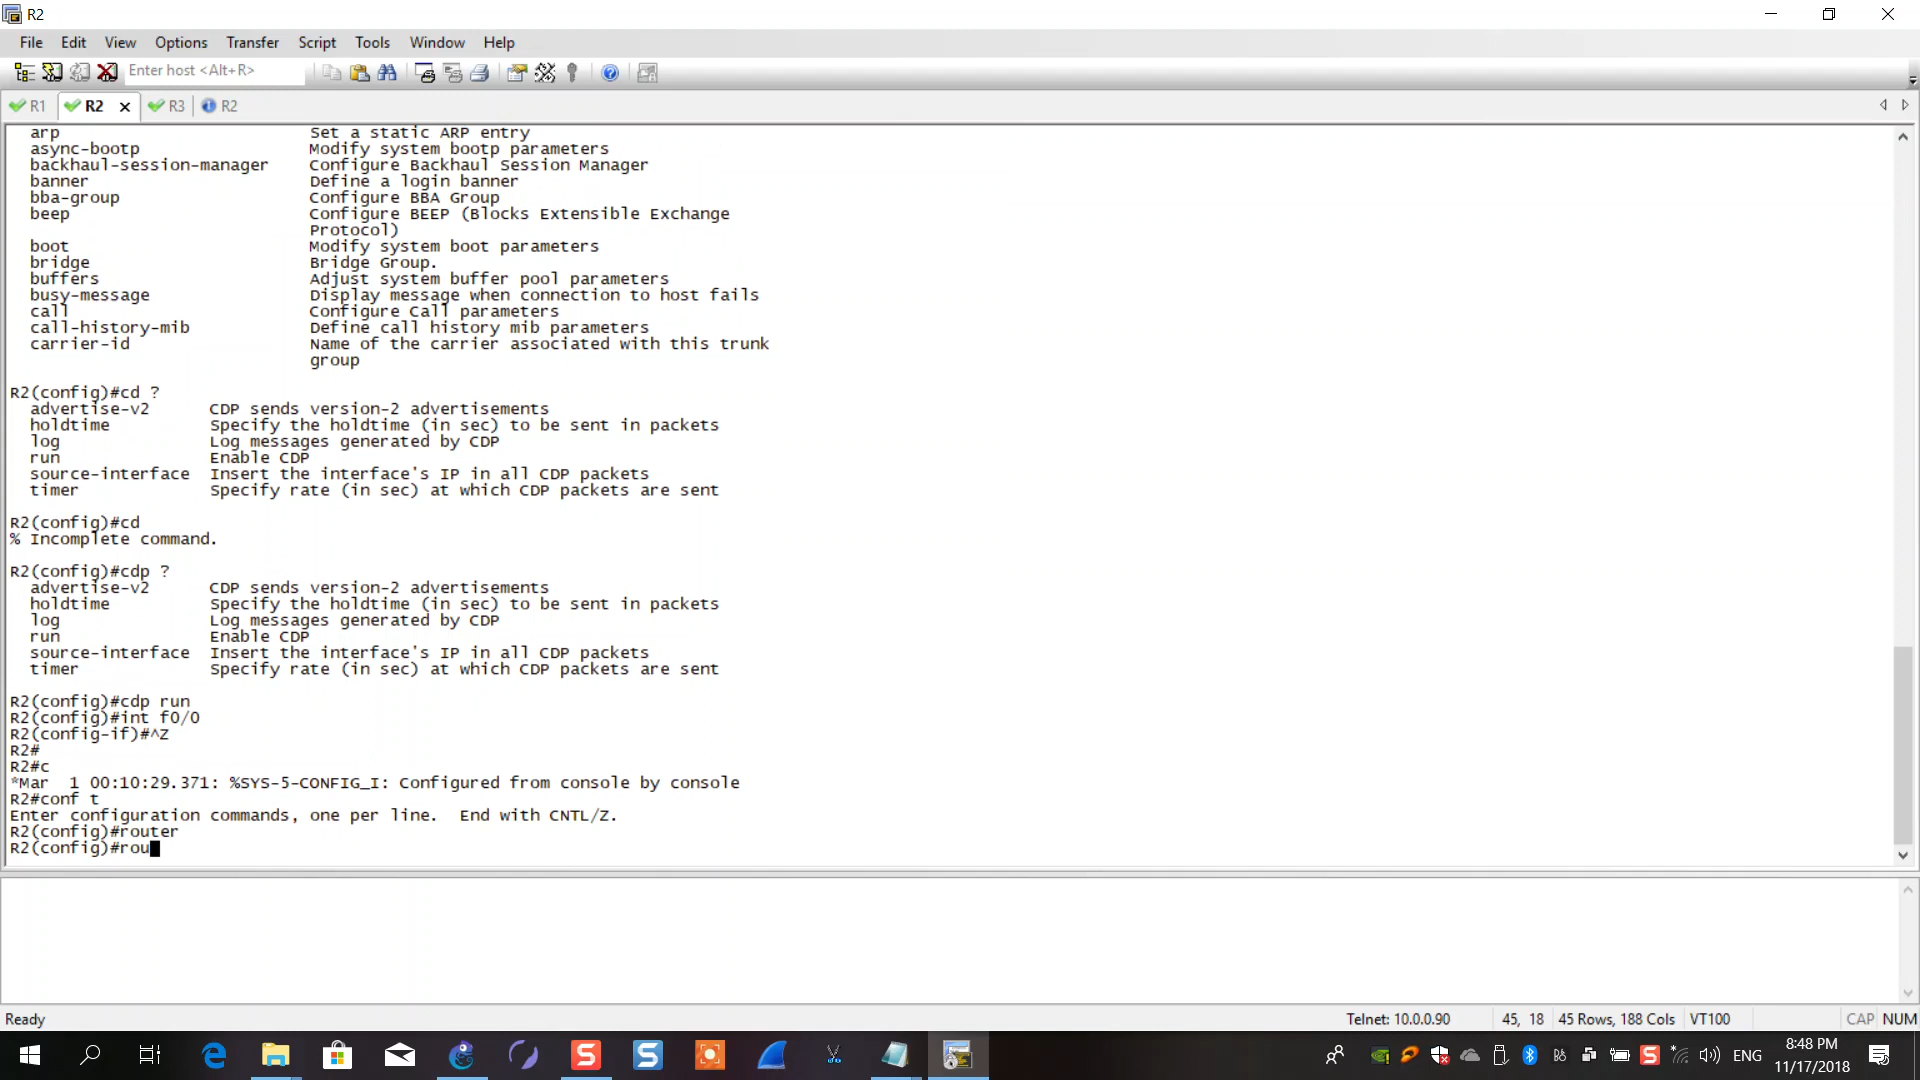 R2
File Edit View Options Transfer Script Tools Window Help
Enter host <Alt+R>
R1 R2 R3 R2
arp Set a static ARP entry
async-bootp Modify system bootp parameters
backhaul-session-manager Configure Backhaul Session Manager
banner Define a login banner
bba-group Configure BBA Group
beep Configure BEEP (Blocks Extensible Exchange
Protocol)
boot Modify system boot parameters
bridge Bridge Group.
buffers Adjust system buffer pool parameters
busy-message Display message when connection to host fails
call Configure Call parameters
call-history-mib Define call history mib parameters
carrier-id Name of the carrier associated with this trunk
group
R2(config)#cd ?
advertise-v2 CDP sends version-2 advertisements
holdtime Specify the holdtime (in sec) to be sent in packets
log Log messages generated by CDP
run Enable CDP
source-interface Insert the interface's IP in all CDP packets
timer Specify rate (in sec) at which CDP packets are sent
R2(config)#cd
% Incomplete command.
R2(config)#cdp ?
advertise-v2 CDP sends version-2 advertisements
holdtime Specify the holdtime (in sec) to be sent in packets
log Log messages generated by CDP
run Enable CDP
source-interface Insert the interface's IP in all CDP packets
timer Specify rate (in sec) at which CDP packets are sent
R2(config)#cdp run
R2(config)#int f0/0
R2(config-if)#^Z
R2#
R2#c
*Mar 1 00:10:29.371: %SYS-5-CONFIG_I: Configured from console by console
R2#conf t
Enter configuration commands, one per line. End with CNTL/Z.
R2(config)#router
R2(config)#rou
Ready Telnet: 10.0.0.90 45, 18 45 Rows, 188 Cols VT100 CAP NUM
ENG 8:48 PM
11/17/2018